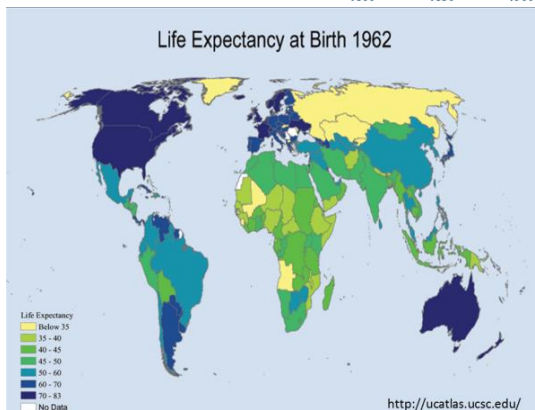 Life Expectancy at Birth 1962
Life Expectancy
Below 35
35 - 40
40 - 45
45 - 50
50 - 60
60 - 70
70 - 83
No Data
http://ucatlas.ucsc.edu/